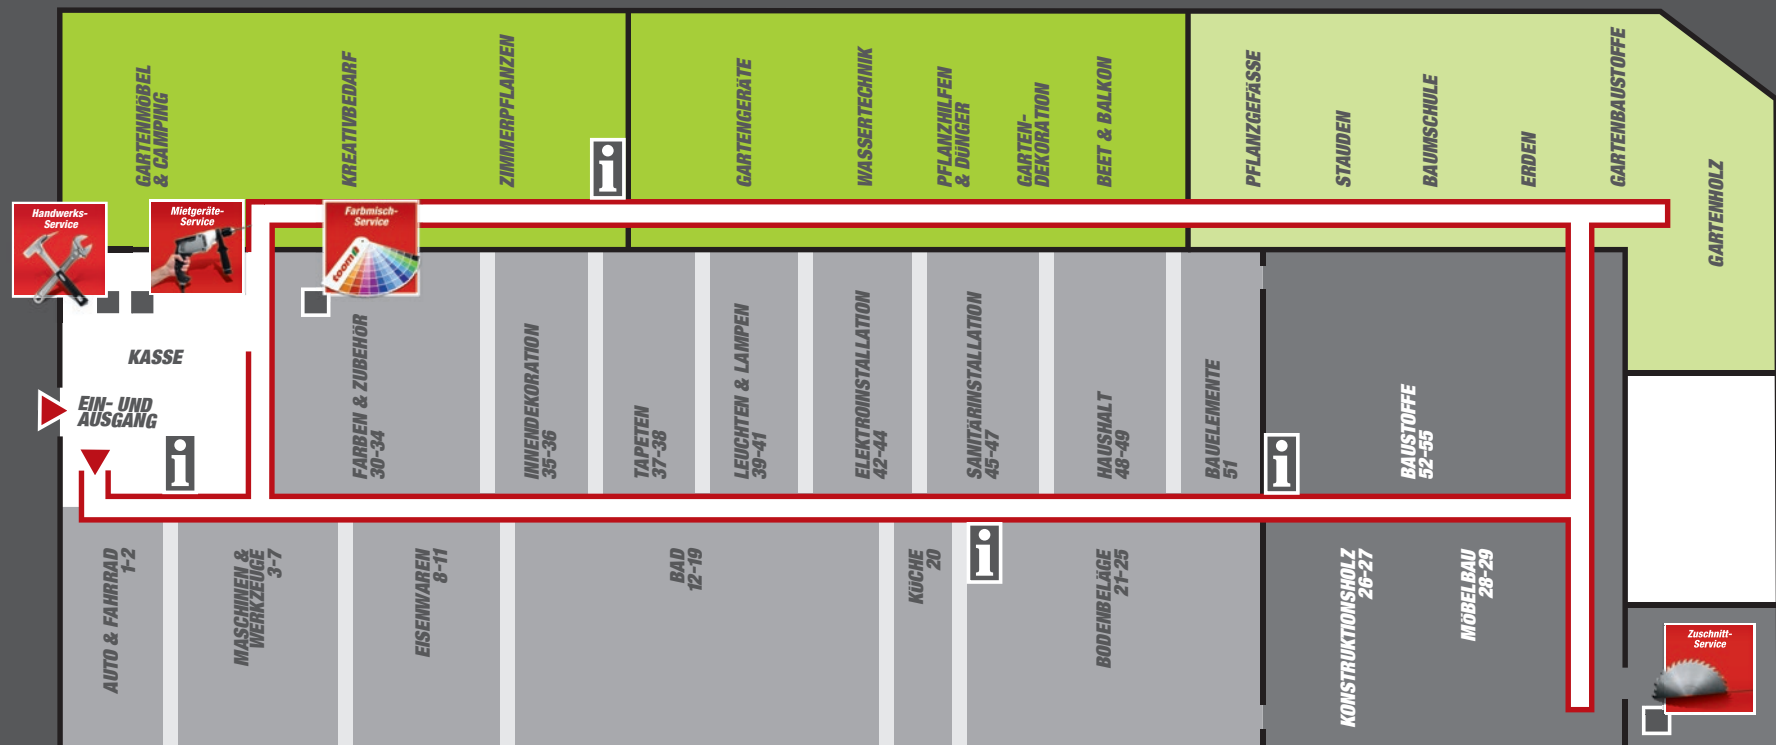 GARTENMÖBEL
& CAMPING
KREATIVBEDARF
ZIMMERPFLANZEN
i
GARTENGERÄTE
WASSERTECHNIK
PFLANZHILFEN
& DÜNGER
GARTEN-
DEKORATION
BEET & BALKON
PFLANZGEFÄSSE
STAUDEN
BAUMSCHULE
ERDEN
GARTENBAUSTOFFE
GARTENHOLZ
Handwerks-
Service
Mietgeräte-
Service
Farbmisch-
Service
toom
KASSE
EIN- UND
AUSGANG
i
FARBEN & ZUBEHÖR
30-34
INNENDEKORATION
35-36
TAPETEN
37-38
LEUCHTEN & LAMPEN
39-41
ELEKTROINSTALLATION
42-44
SANITÄRINSTALLATION
45-47
HAUSHALT
48-49
BAUELEMENTE
51
i
BAUSTOFFE
52-55
AUTO & FAHRRAD
1-2
MASCHINEN &
WERKZEUGE
3-7
EISENWAREN
8-11
BAD
12-19
KÜCHE
20
i
BODENBELÄGE
21-25
KONSTRUKTIONSHOLZ
26-27
MÖBELBAU
28-29
Zuschnitt-
Service